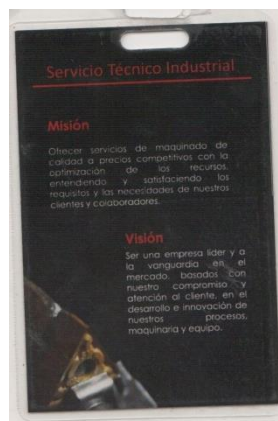 Servicio Técnico Industrial
Misión
Ofrecer servicios de maquinado de
calidad a precios competitivos con la
optimización de los recursos,
entendiendo y satisfaciendo los
requisitos y las necesidades de nuestros
clientes y colaboradores.
Visión
Ser una empresa líder y a
la vanguardia en el
mercado, basados con
nuestro compromiso y
atención al cliente, en el
desarrollo e innovación de
nuestros procesos,
maquinaria y equipo.